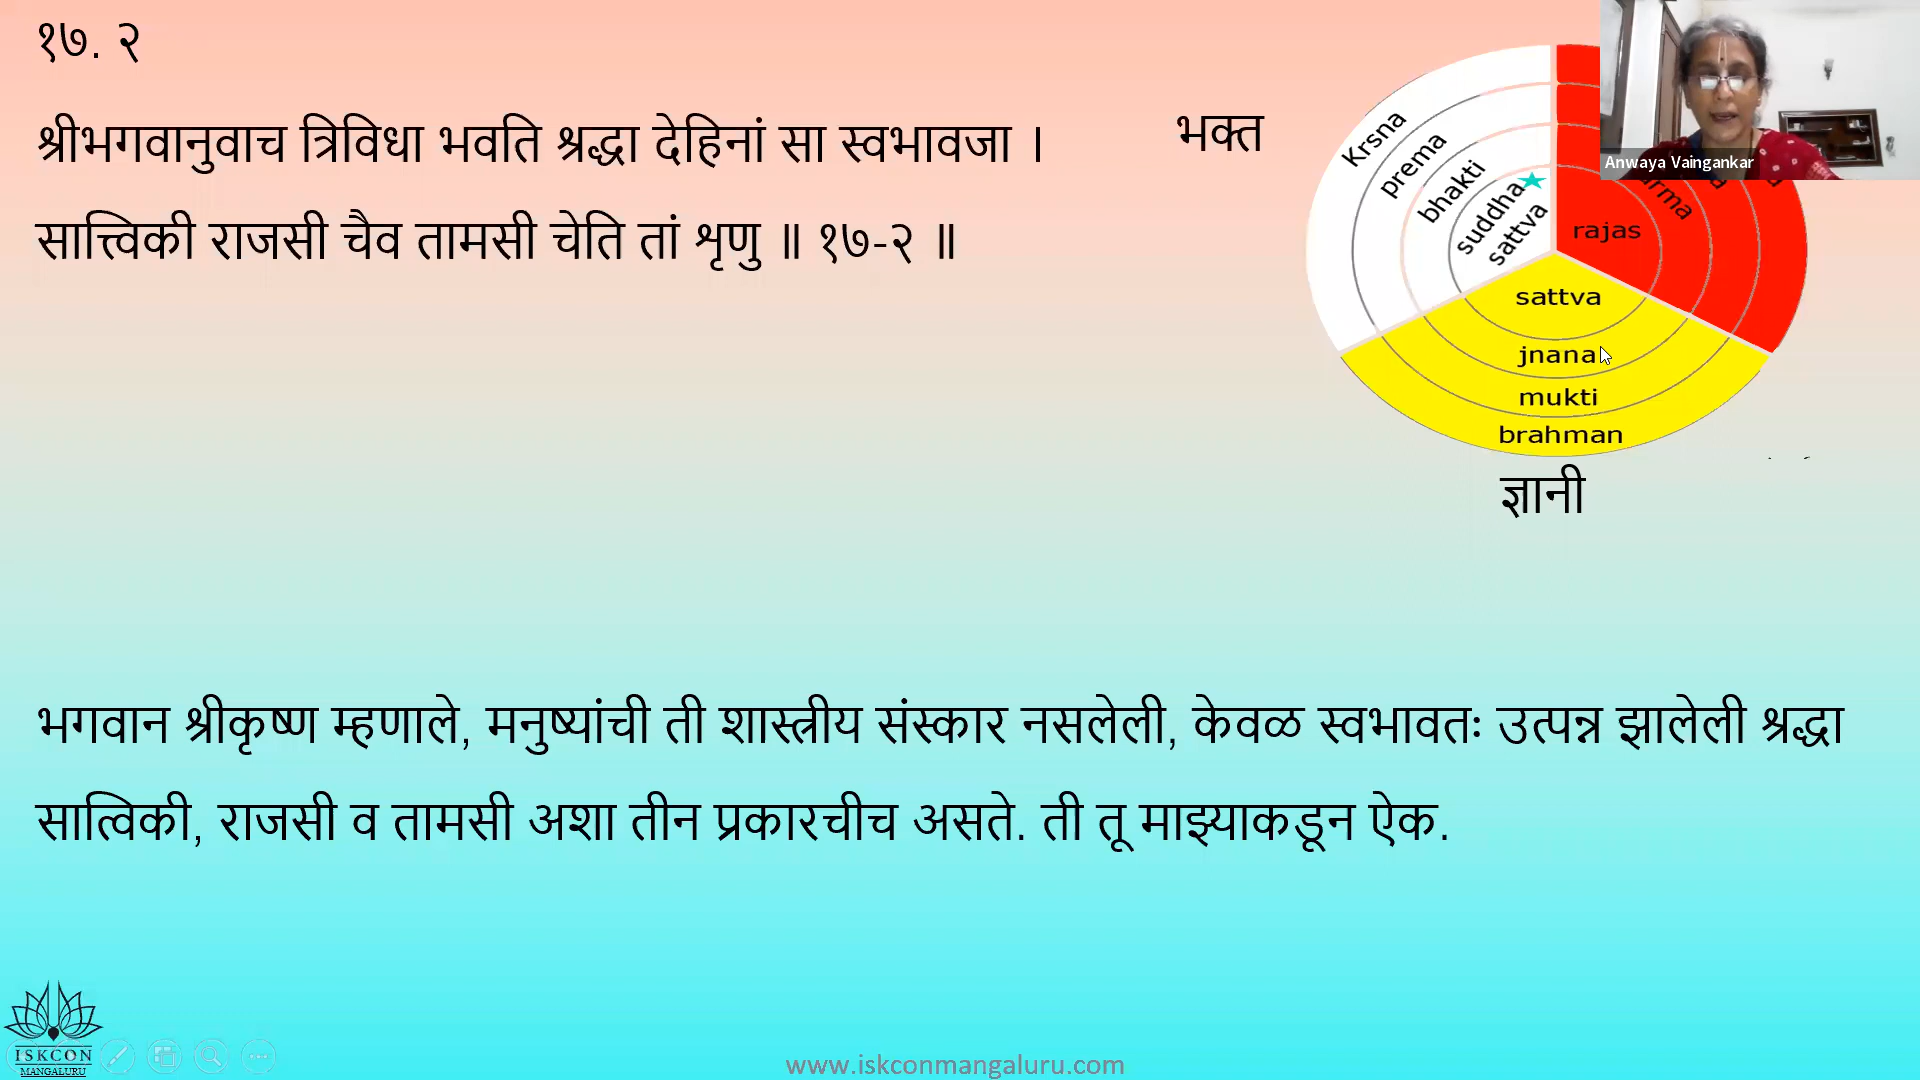 १७. २
श्रीभगवानुवाच त्रिविधा भवति श्रद्धा देहिनां सा स्वभावजा ।
सात्त्विकी राजसी चैव तामसी चेति तां शृणु ॥ १७-२ ॥
भक्त
Krsna
prema
bhakti
suddha
sattva
rajas
sattva
jnana
mukti
brahman
ज्ञानी
Anwaya Vaingankar
भगवान श्रीकृष्ण म्हणाले, मनुष्यांची ती शास्त्रीय संस्कार नसलेली, केवळ स्वभावतः उत्पन्न झालेली श्रद्धा
सात्विकी, राजसी व तामसी अशा तीन प्रकारचीच असते. ती तू माझ्याकडून ऐक.
ISKCON
MANGALURU
www.iskconmangaluru.com